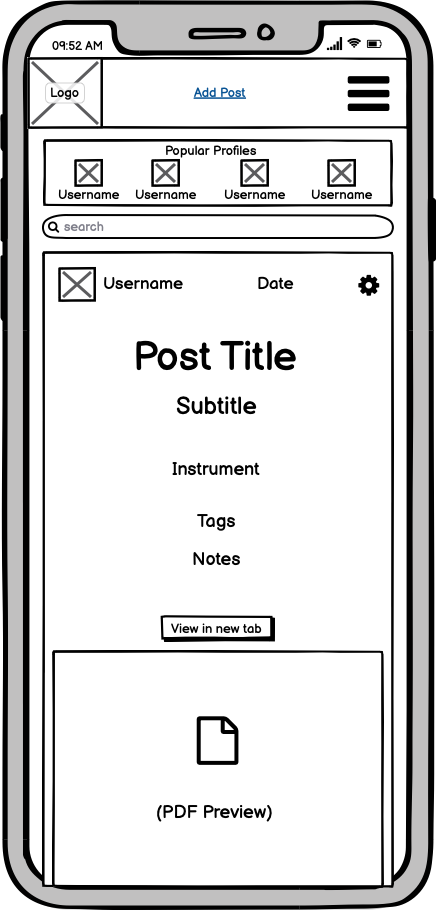 09:52 AM
Logo
Add Post
Popular Profiles
Username Username Username Username
search
Username Date
Post Title
Subtitle
Instrument
Tags
Notes
View in new tab
(PDF Preview)